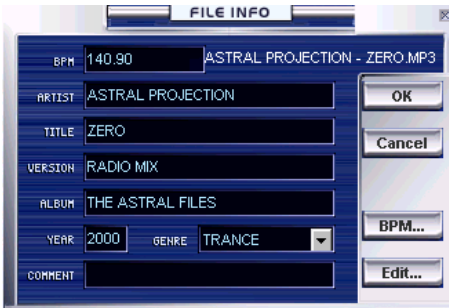 FILE INFO
BPM 140.90 ASTRAL PROJECTION - ZERO.MP3
ARTIST ASTRAL PROJECTION OK
TITLE ZERO Cancel
VERSION RADIO MIX
ALBUM THE ASTRAL FILES
YEAR 2000 GENRE TRANCE BPM...
COMMENT Edit...